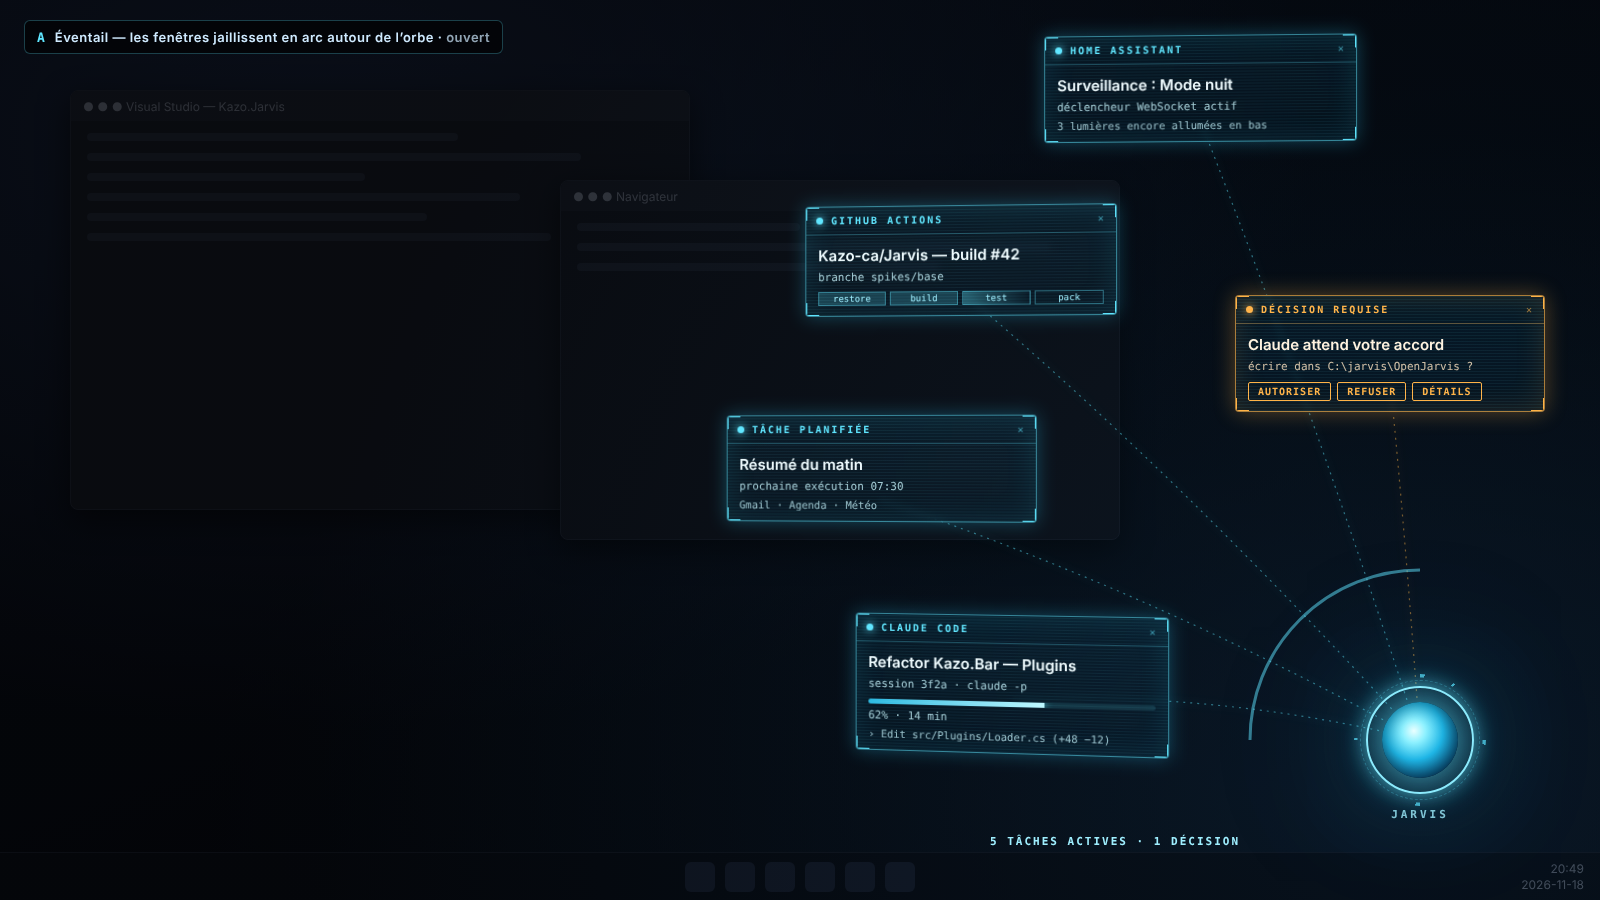 A Éventail — les fenêtres jaillissent en arc autour de l’orbe · ouvert
Visual Studio — Kazo.Jarvis
Navigateur
HOME ASSISTANT ×
Surveillance : Mode nuit
déclencheur WebSocket actif
3 lumières encore allumées en bas
GITHUB ACTIONS ×
Kazo-ca/Jarvis — build #42
branche spikes/base
restore build test pack
DÉCISION REQUISE ×
Claude attend votre accord
écrire dans C:\jarvis\OpenJarvis ?
AUTORISER REFUSER DÉTAILS
TÂCHE PLANIFIÉE ×
Résumé du matin
prochaine exécution 07:30
Gmail · Agenda · Météo
CLAUDE CODE ×
Refactor Kazo.Bar — Plugins
session 3f2a · claude -p
62% · 14 min
› Edit src/Plugins/Loader.cs (+48 −12)
JARVIS
5 TÂCHES ACTIVES · 1 DÉCISION
20:49
2026-11-18